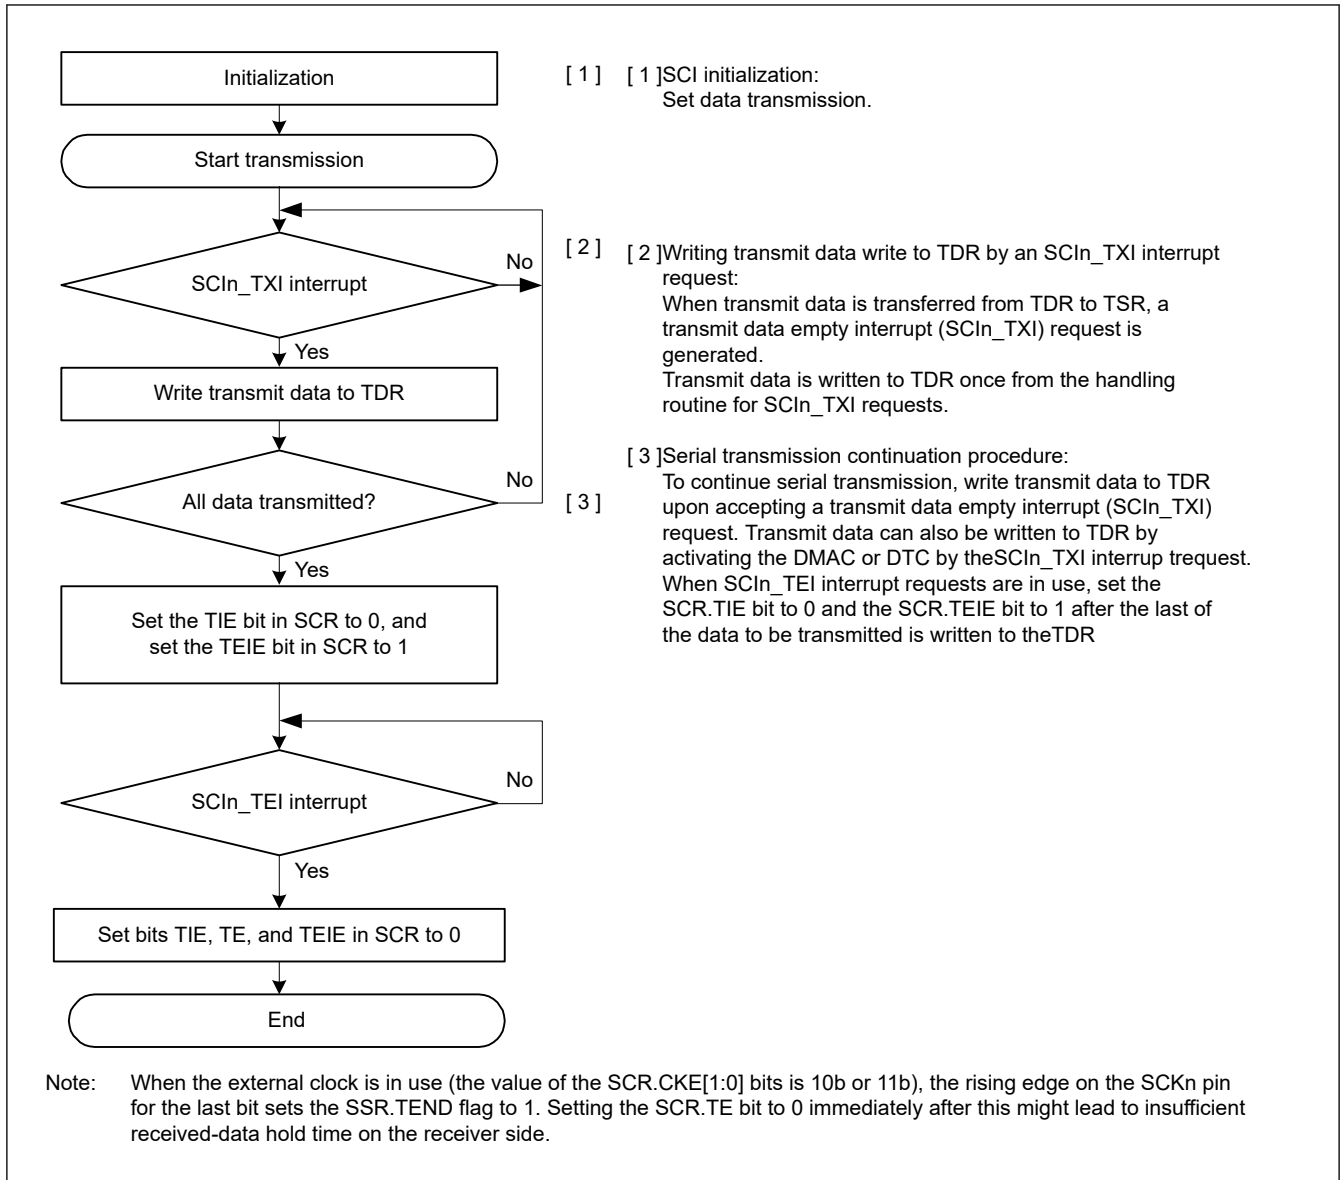 Initialization
[ 1 ]
[ 1 ]SCI initialization:
Set data transmission.
Start transmission
SCIn_TXI interrupt
No
Yes
[ 2 ]
[ 2 ]Writing transmit data write to TDR by an SCIn_TXI interrupt
request:
When transmit data is transferred from TDR to TSR, a
transmit data empty interrupt (SCIn_TXI) request is
generated.
Transmit data is written to TDR once from the handling
routine for SCIn_TXI requests.
Write transmit data to TDR
All data transmitted?
No
Yes
[ 3 ]
[ 3 ]Serial transmission continuation procedure:
To continue serial transmission, write transmit data to TDR
upon accepting a transmit data empty interrupt (SCIn_TXI)
request. Transmit data can also be written to TDR by
activating the DMAC or DTC by theSCIn_TXI interrup trequest.
When SCIn_TEI interrupt requests are in use, set the
SCR.TIE bit to 0 and the SCR.TEIE bit to 1 after the last of
the data to be transmitted is written to theTDR
Set the TIE bit in SCR to 0, and
set the TEIE bit in SCR to 1
SCIn_TEI interrupt
No
Yes
Set bits TIE, TE, and TEIE in SCR to 0
End
Note: When the external clock is in use (the value of the SCR.CKE[1:0] bits is 10b or 11b), the rising edge on the SCKn pin
for the last bit sets the SSR.TEND flag to 1. Setting the SCR.TE bit to 0 immediately after this might lead to insufficient
received-data hold time on the receiver side.